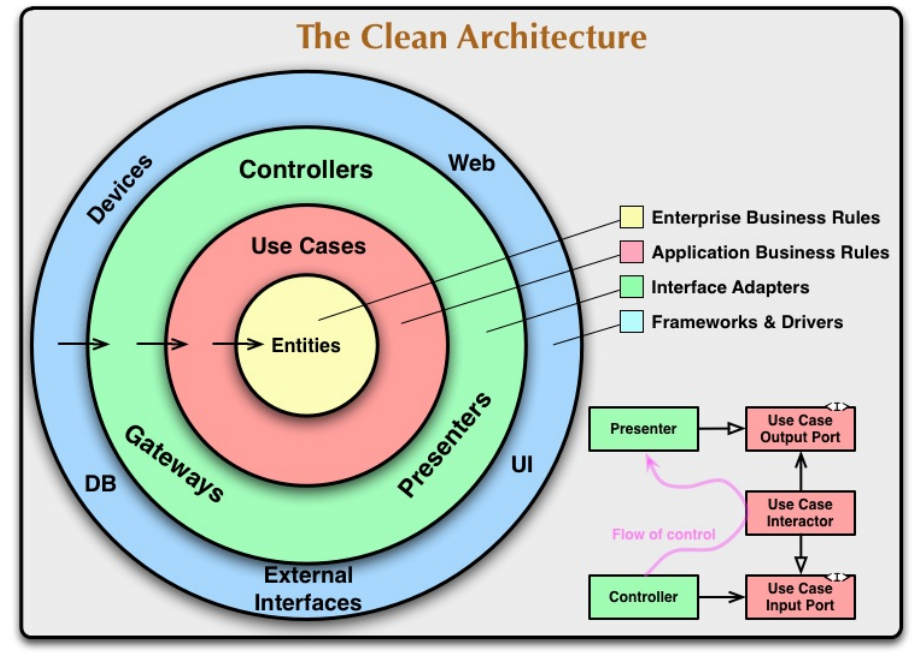 The Clean Architecture
Devices
Web
Controllers
Use Cases
Entities
Gateways
Presenters
DB
UI
External
Interfaces
Enterprise Business Rules
Application Business Rules
Interface Adapters
Frameworks & Drivers
Presenter
<I>
Use Case
Output Port
Flow of control
Use Case
Interactor
Controller
<I>
Use Case
Input Port